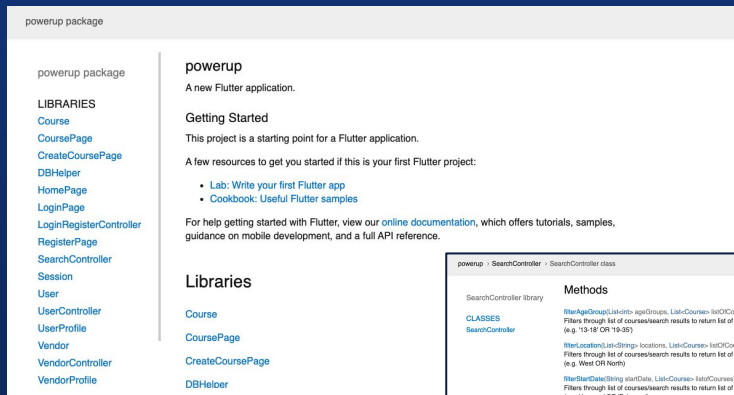 powerup package
powerup package
LIBRARIES
Course
CoursePage
CreateCoursePage
DBHelper
HomePage
LoginPage
LoginRegisterController
RegisterPage
SearchController
Session
User
UserController
UserProfile
Vendor
VendorController
VendorProfile
powerup
A new Flutter application.
Getting Started
This project is a starting point for a Flutter application.
A few resources to get you started if this is your first Flutter project:
• Lab: Write your first Flutter app
• Cookbook: Useful Flutter samples
For help getting started with Flutter, view our online documentation, which offers tutorials, samples,
guidance on mobile development, and a full API reference.
Libraries
Course
CoursePage
CreateCoursePage
DBHelper
powerup › SearchController › SearchController class
SearchController library
CLASSES
SearchController
Methods
filterAgeGroup(List<int> ageGroups, List<Course> listOfCo
Filters through list of courses/search results to return list of
(e.g. '13-18' OR '19-35')
filterLocation(List<String> locations, List<Course> listOfCo
Filters through list of courses/search results to return list of
(e.g. West OR North)
filterStartDate(String startDate, List<Course> listofCourses)
Filters through list of courses/search results to return list of